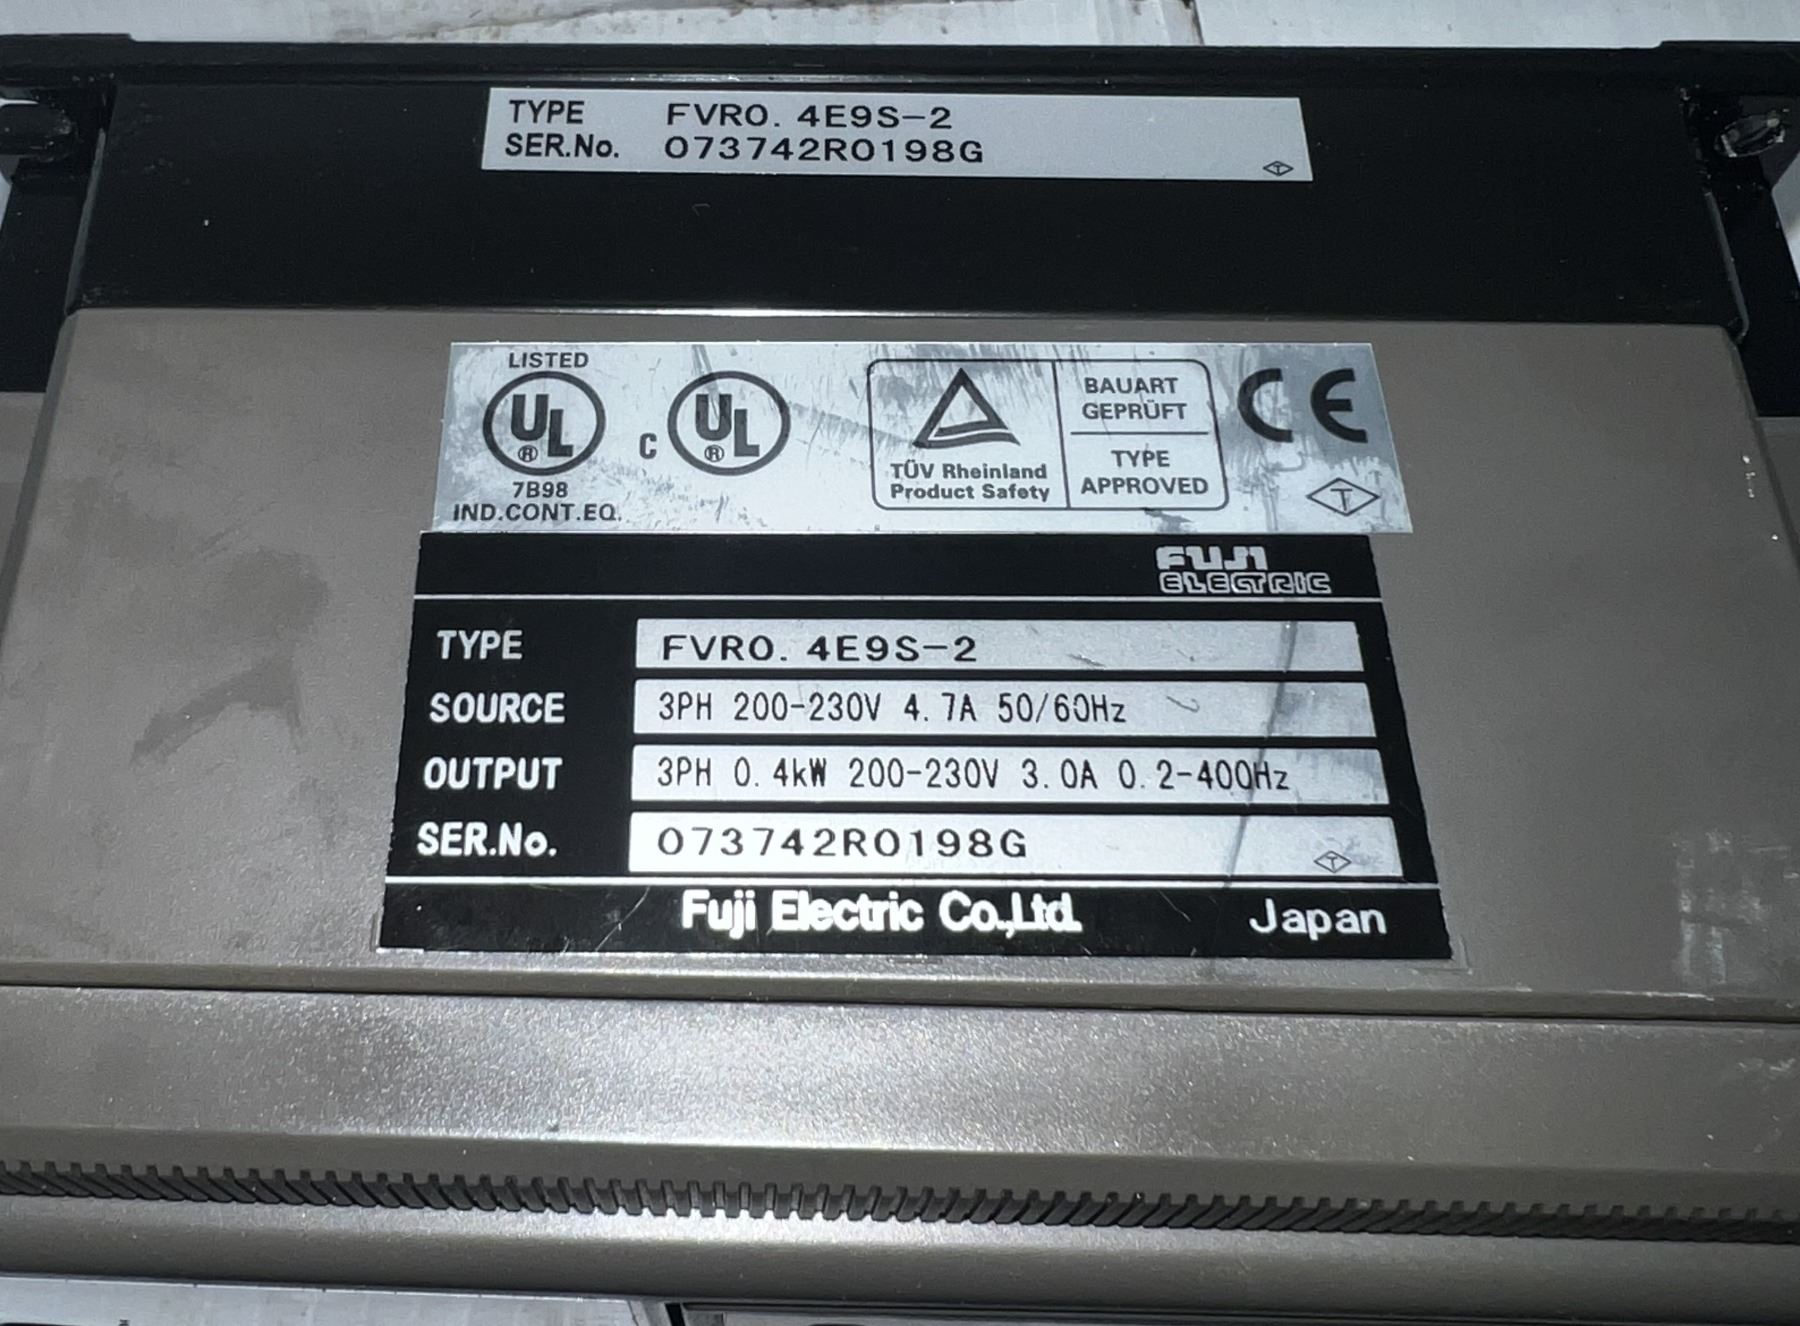 TYPE FVR0.4E9S-2
SER.No. 073742R0198G
LISTED
UL ®
C UL ®
7B98
IND.CONT.EQ.
TÜV Rheinland
Product Safety
BAUART
GEPRÜFT
TYPE
APPROVED
CE
T
FUJI
ELECTRIC
TYPE FVR0.4E9S-2
SOURCE 3PH 200-230V 4.7A 50/60Hz
OUTPUT 3PH 0.4kW 200-230V 3.0A 0.2-400Hz
SER.No. 073742R0198G
Fuji Electric Co.,Ltd. Japan